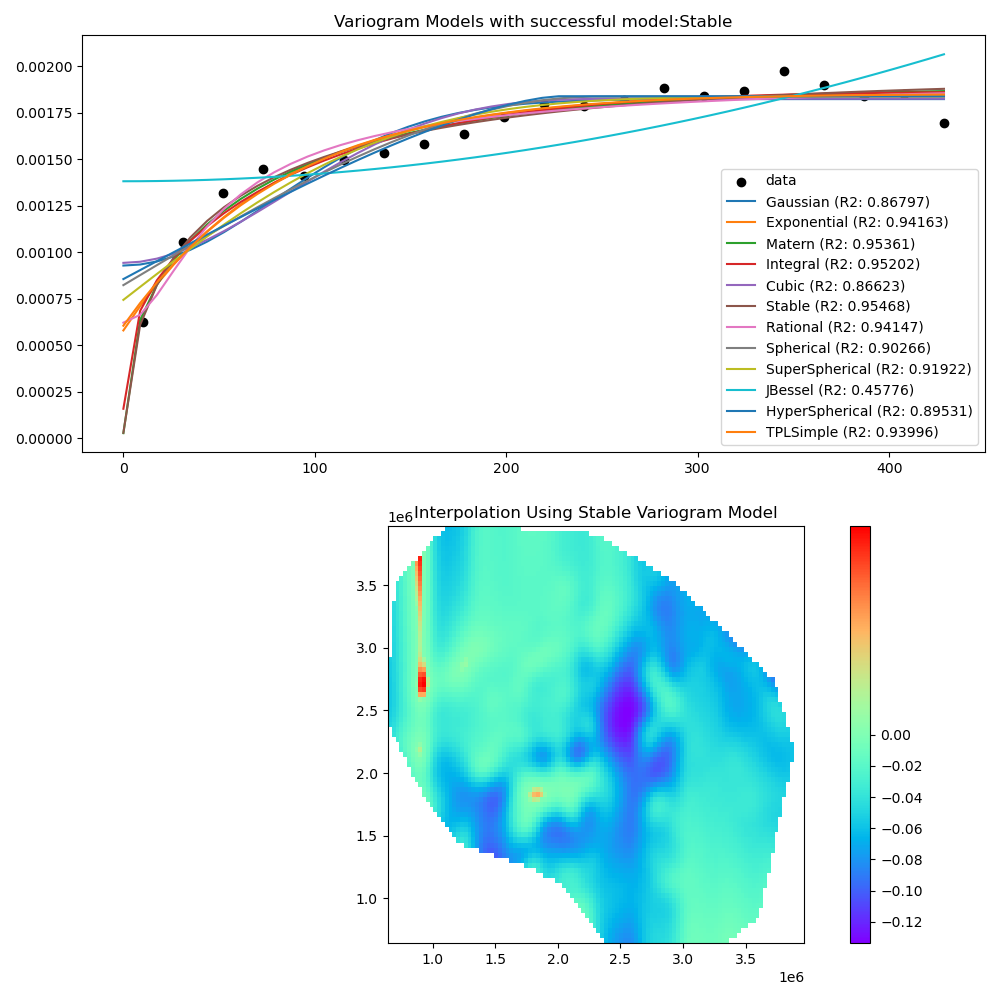 Variogram Models with successful model:Stable
0.00200
0.00175
0.00150
0.00125
0.00100
0.00075
0.00050
0.00025
0.00000
data
Gaussian (R2: 0.86797)
Exponential (R2: 0.94163)
Matern (R2: 0.95361)
Integral (R2: 0.95202)
Cubic (R2: 0.86623)
Stable (R2: 0.95468)
Rational (R2: 0.94147)
Spherical (R2: 0.90266)
SuperSpherical (R2: 0.91922)
JBessel (R2: 0.45776)
HyperSpherical (R2: 0.89531)
TPLSimple (R2: 0.93996)
0 100 200 300 400
Interpolation Using Stable Variogram Model
1e6
3.5
3.0
2.5
2.0
1.5
1.0
1.0 1.5 2.0 2.5 3.0 3.5
1e6
0.00
−0.02
−0.04
−0.06
−0.08
−0.10
−0.12